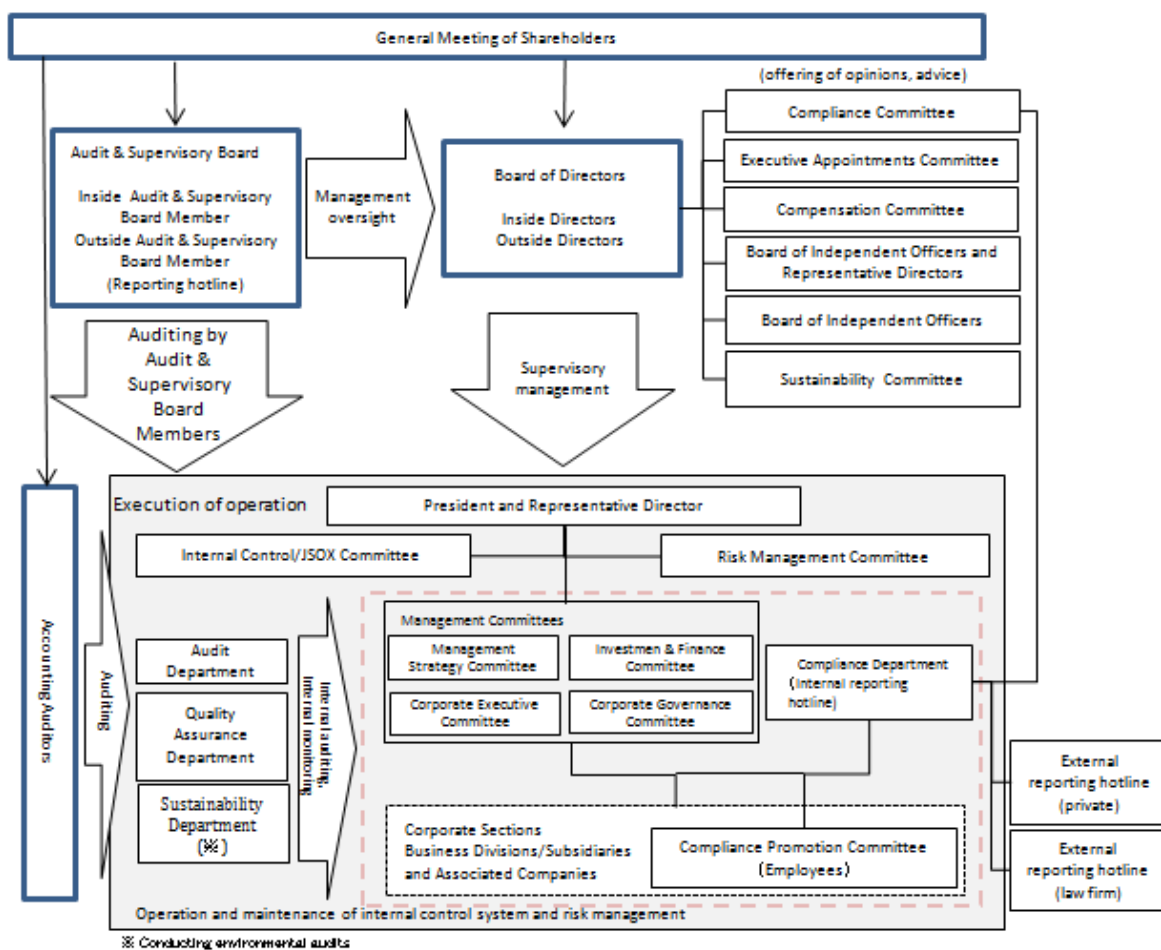 General Meeting of Shareholders
(offering of opinions, advice)
Audit & Supervisory Board
Inside Audit & Supervisory
Board Member
Outside Audit & Supervisory
Board Member
(Reporting hotline)
Management
oversight
Board of Directors
Inside Directors
Outside Directors
Compliance Committee
Executive Appointments Committee
Compensation Committee
Board of Independent Officers and
Representative Directors
Board of Independent Officers
Sustainability Committee
Auditing by
Audit &
Supervisory
Board
Members
Supervisory
management
Accounting Auditors
Auditing
Execution of operation
President and Representative Director
Internal Control/JSOX Committee
Risk Management Committee
Audit
Department
Quality
Assurance
Department
Sustainability
Department
(※)
Internal auditing,
Internal monitoring
Management Committees
Management
Strategy Committee
Investmen & Finance
Committee
Corporate Executive
Committee
Corporate Governance
Committee
Compliance Department
(Internal reporting
hotline)
Corporate Sections
Business Divisions/Subsidiaries
and Associated Companies
Compliance Promotion Committee
(Employees)
External
reporting hotline
(private)
External
reporting hotline
(law firm)
Operation and maintenance of internal control system and risk management
※ Conducting environmental audits